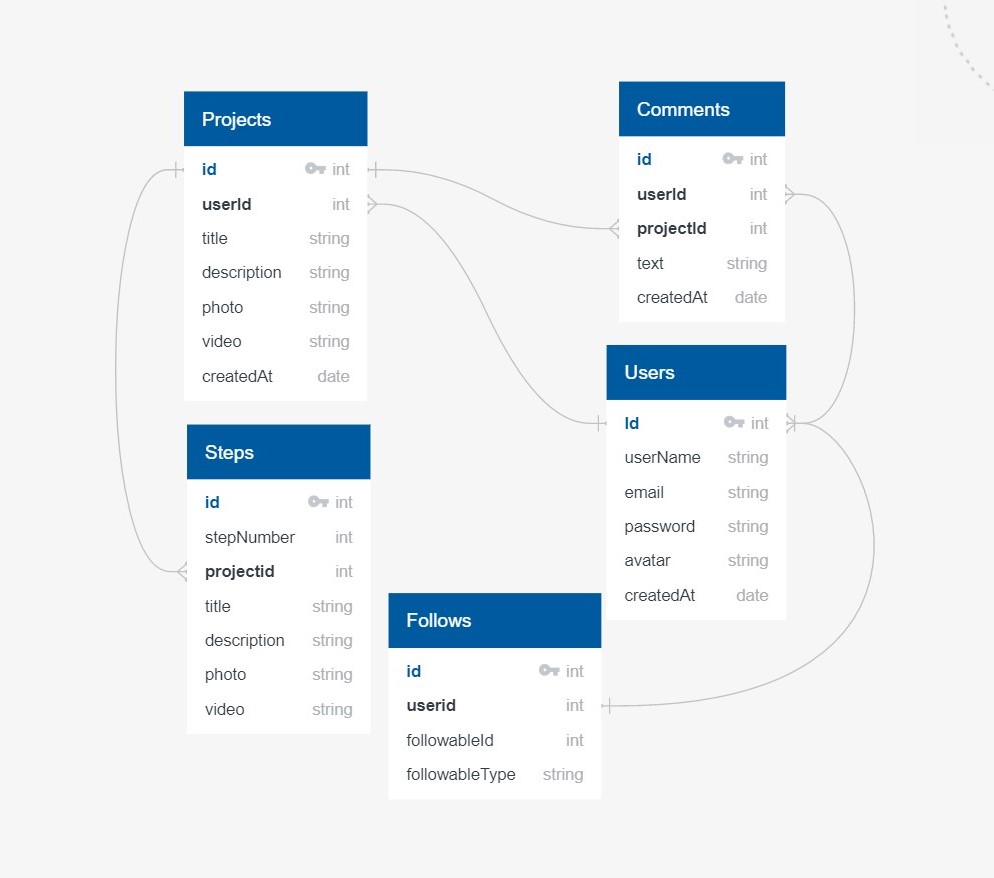 Projects
id int
userId int
title string
description string
photo string
video string
createdAt date
Comments
id int
userId int
projectId int
text string
createdAt date
Users
Id int
userName string
email string
password string
avatar string
createdAt date
Steps
id int
stepNumber int
projectid int
title string
description string
photo string
video string
Follows
id int
userid int
followableId int
followableType string